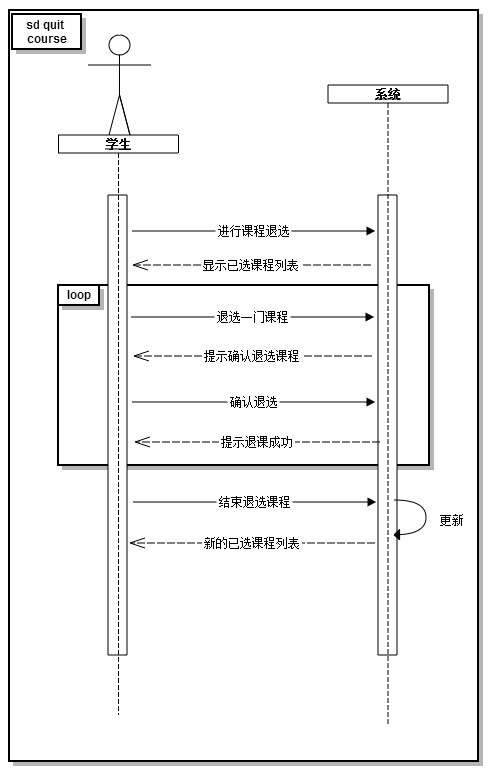 sd quit
course
系统
学生
进行课程退选
显示已选课程列表
loop
退选一门课程
提示确认退选课程
确认退选
提示退课成功
结束退选课程
更新
新的已选课程列表